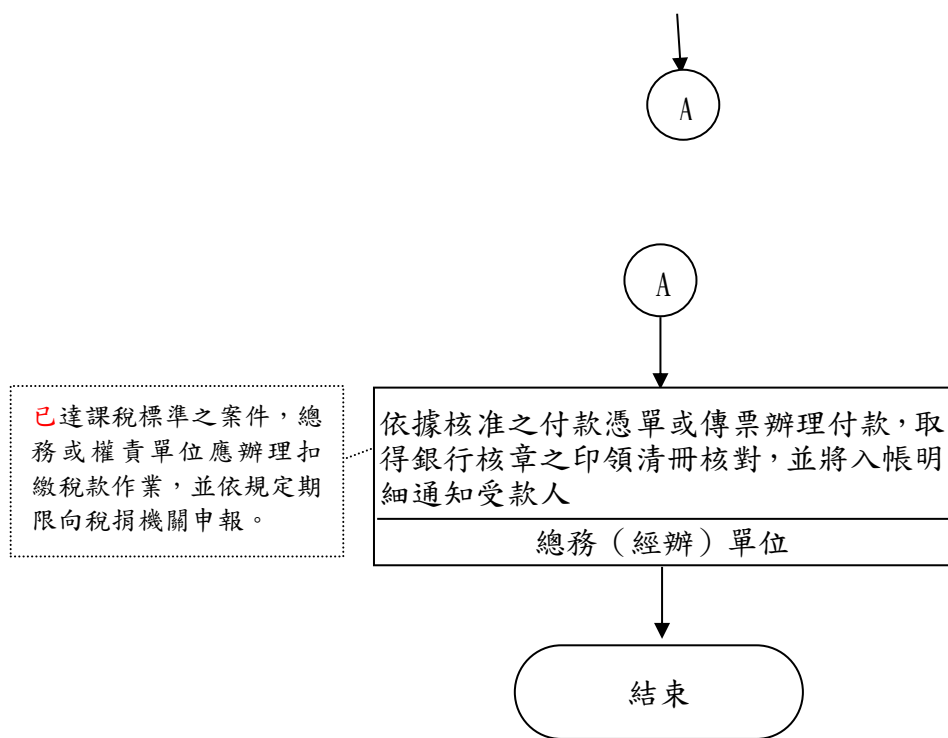 A
A
已達課稅標準之案件，總
務或權責單位應辦理扣
繳稅款作業，並依規定期
限向稅捐機關申報。
依據核准之付款憑單或傳票辦理付款，取
得銀行核章之印領清冊核對，並將入帳明
細通知受款人
總務（經辦）單位
結束